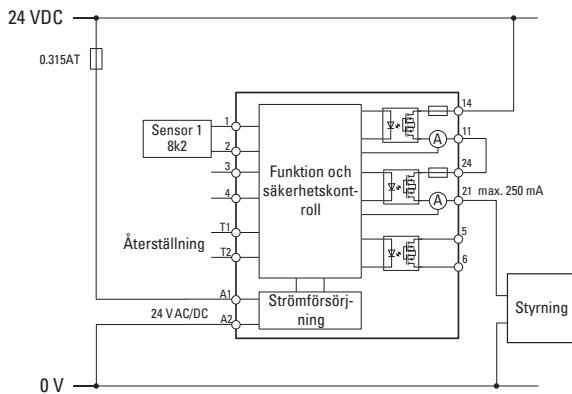 24 VDC
0.315AT
14
Sensor 1
8k2
1
2
3
4
T1
T2
Återställning
Funktion och
säkerhetskont-
roll
A
11
24
A
21 max. 250 mA
5
6
A1
24 V AC/DC
A2
Strömförsörj-
ning
Styrning
0 V